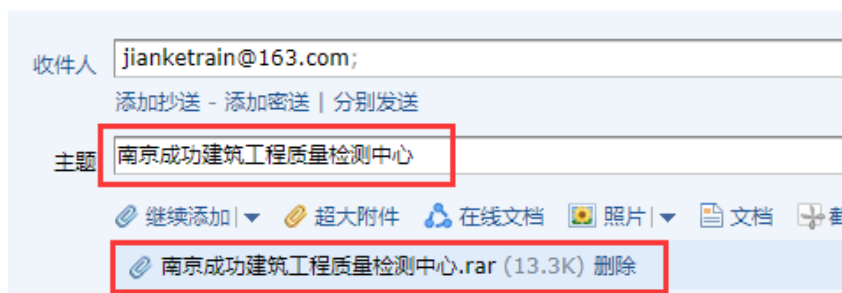 收件人 jianketrain@163.com;
添加抄送 - 添加密送 | 分别发送
主题 南京成功建筑工程质量检测中心
继续添加|▼ 超大附件 在线文档 照片|▼ 文档
南京成功建筑工程质量检测中心.rar (13.3K) 删除